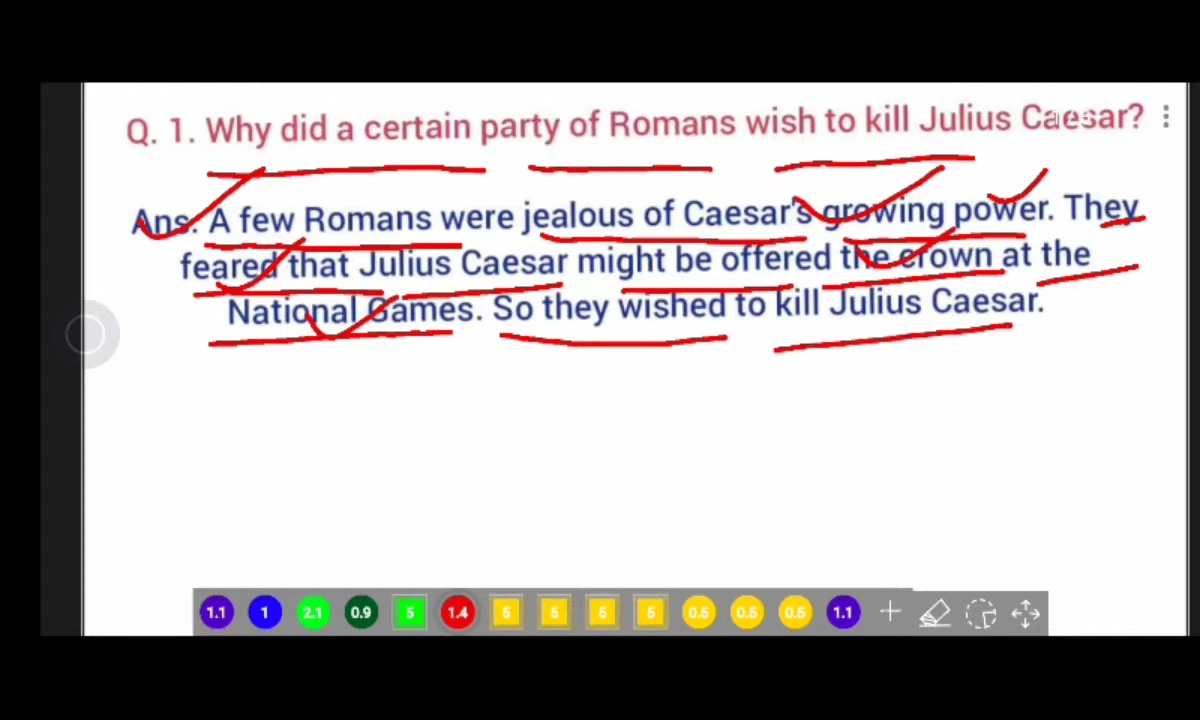 Q. 1. Why did a certain party of Romans wish to kill Julius Caesar?
Ans. A few Romans were jealous of Caesar's growing power. They
feared that Julius Caesar might be offered the crown at the
National Games. So they wished to kill Julius Caesar.
1.1 1 2.1 0.9 5 1.4 5 5 5 5 0.5 0.5 0.5 1.1